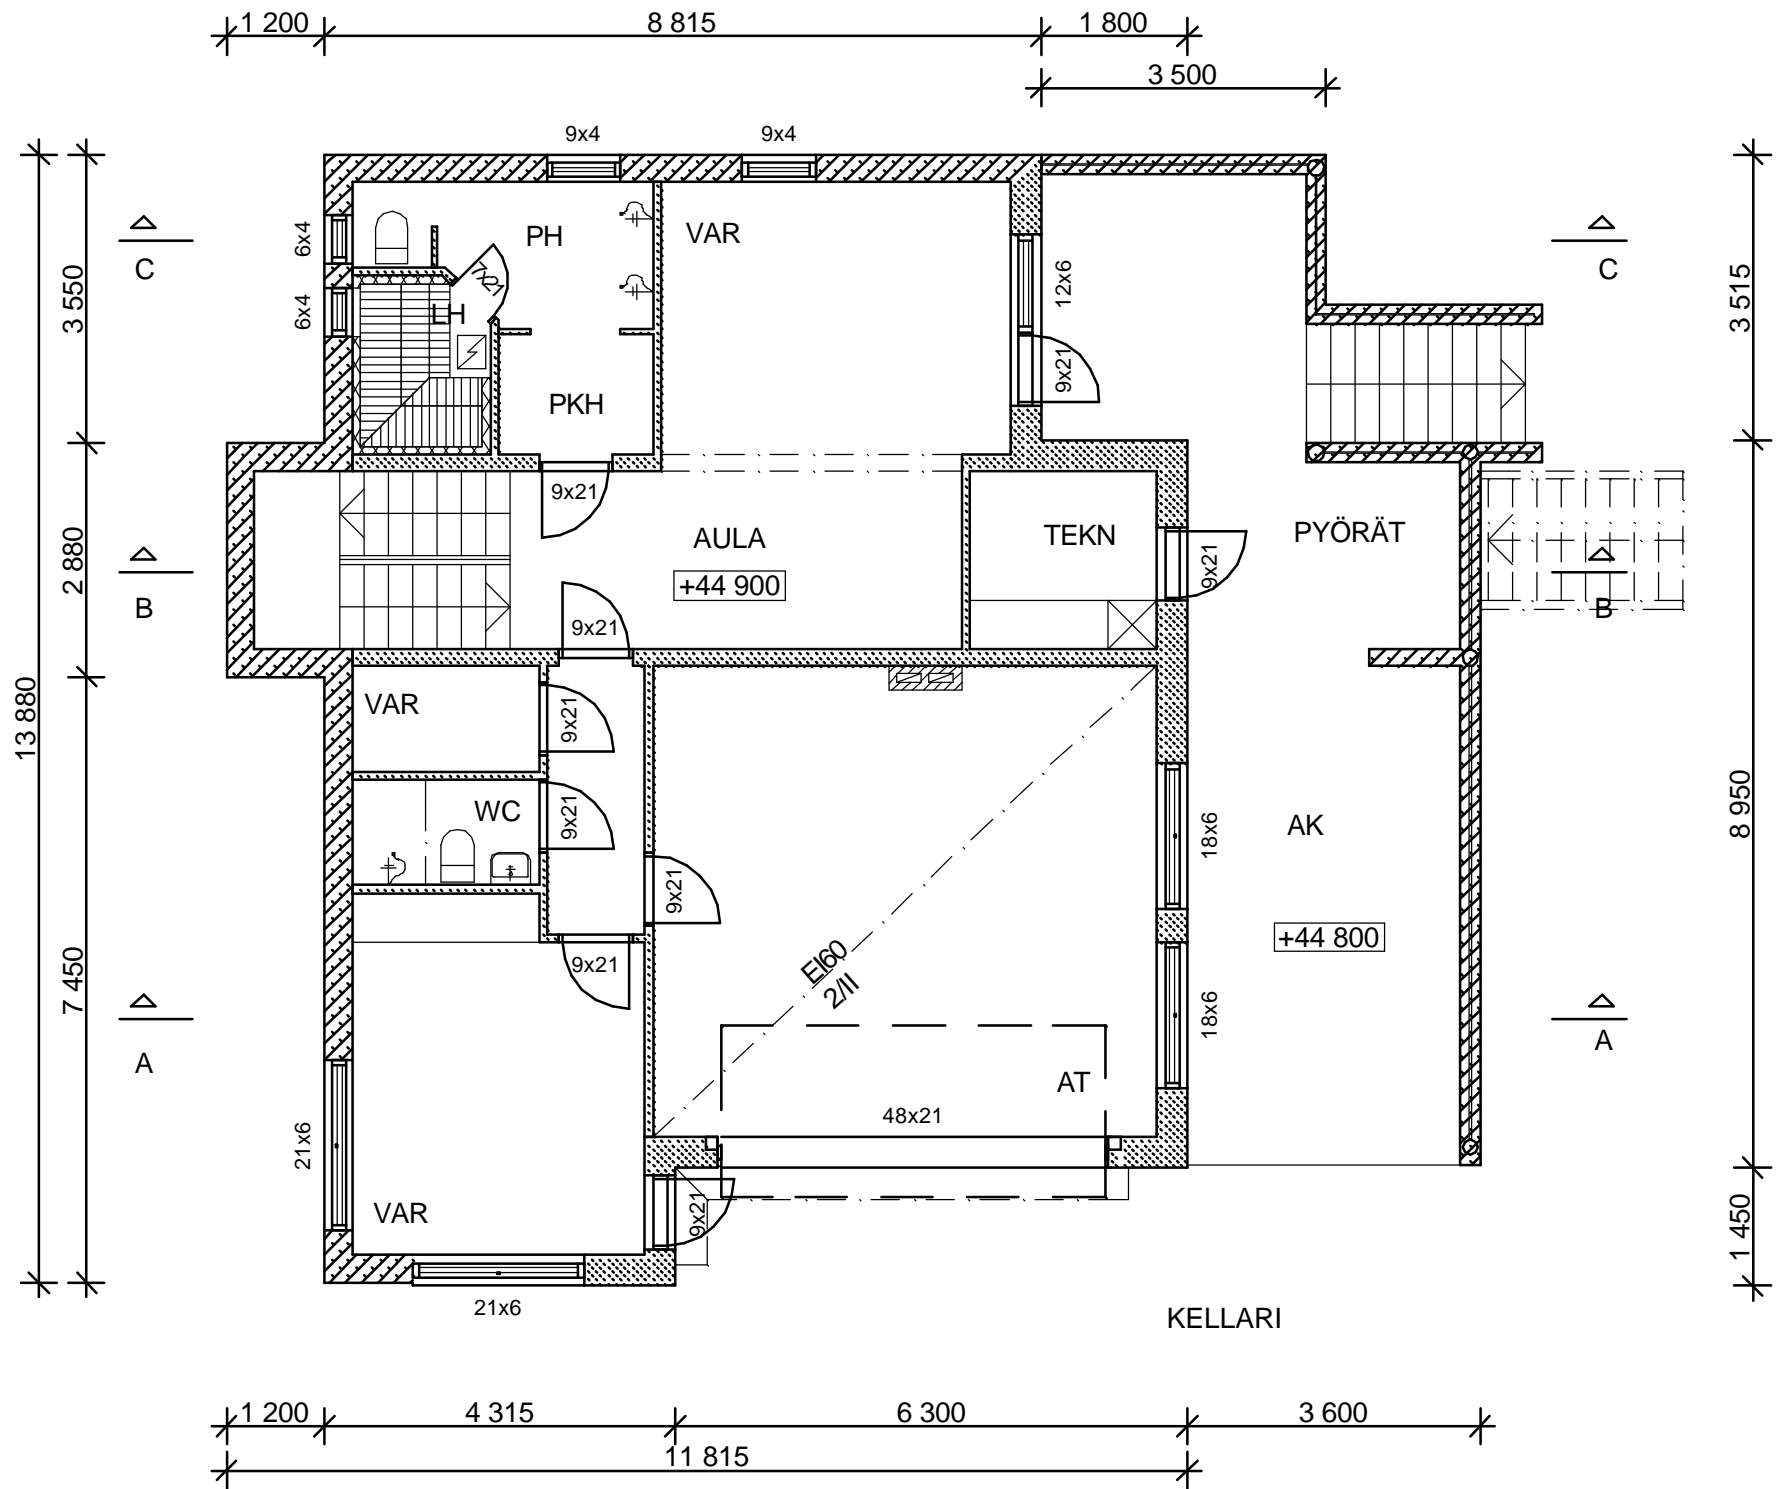 1 200 8 815 1 800
3 500
9x4 9x4
C 6x4 PH VAR C
7x21
3 550 6x4 LH 12x6 3 515
9x21
PKH
9x21
2 880 AULA TEKN PYÖRÄT
+44 900 9x21
B 9x21 B
VAR 9x21
13 880
WC 9x21 18x6 AK 8 950
9x21
+44 800
7 450 9x21 EI60
2/II 18x6
A A
AT
21x6 48x21
VAR 9x21 1 450
21x6
KELLARI
1 200 4 315 6 300 3 600
11 815